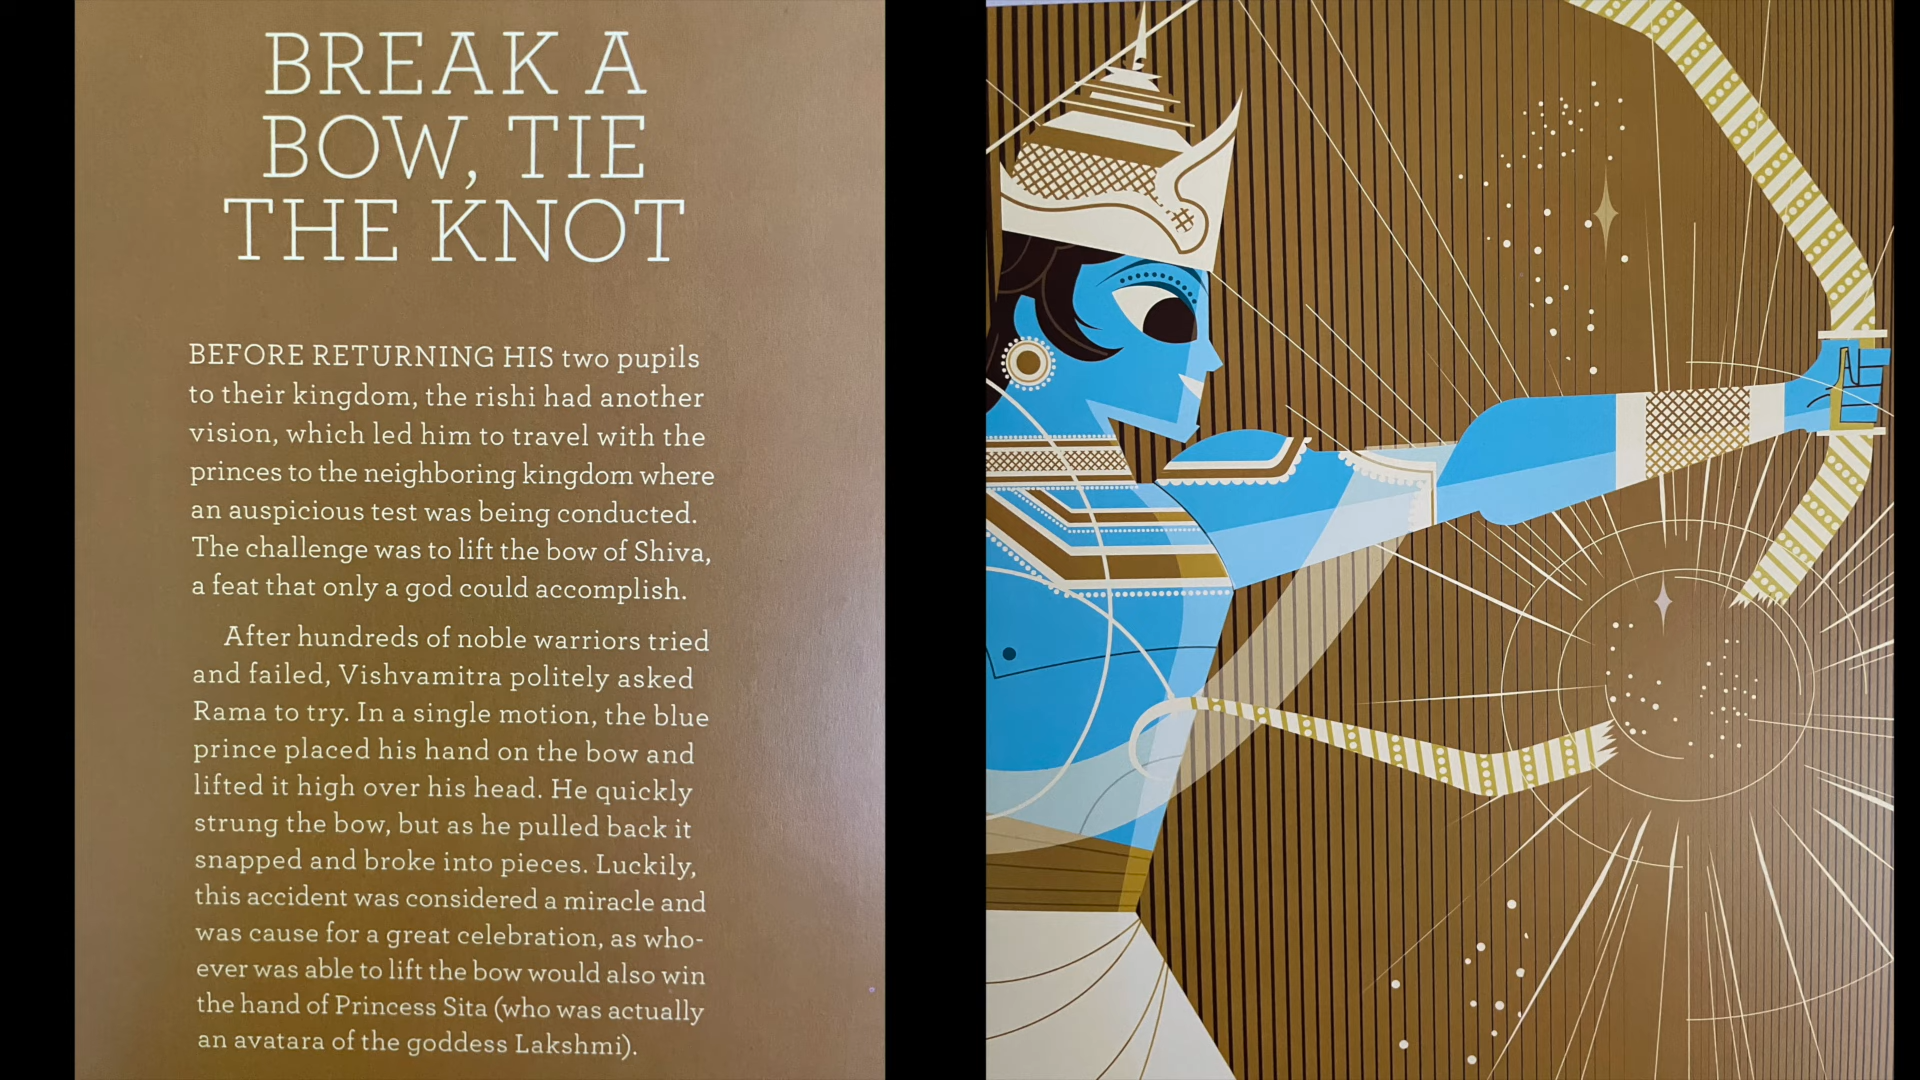 BREAK A
BOW, TIE
THE KNOT
BEFORE RETURNING HIS two pupils
to their kingdom, the rishi had another
vision, which led him to travel with the
princes to the neighboring kingdom where
an auspicious test was being conducted.
The challenge was to lift the bow of Shiva,
a feat that only a god could accomplish.
After hundreds of noble warriors tried
and failed, Vishvamitra politely asked
Rama to try. In a single motion, the blue
prince placed his hand on the bow and
lifted it high over his head. He quickly
strung the bow, but as he pulled back it
snapped and broke into pieces. Luckily,
this accident was considered a miracle and
was cause for a great celebration, as who-
ever was able to lift the bow would also win
the hand of Princess Sita (who was actually
an avatara of the goddess Lakshmi).